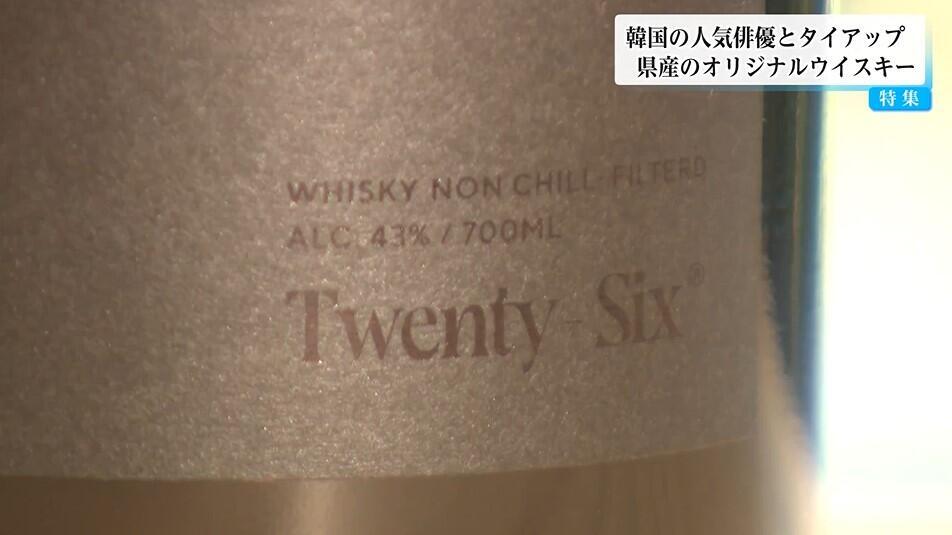 韓国の人気俳優とタイアップ
県産のオリジナルウイスキー
特集
WHISKY NON CHILL-FILTERD
ALC. 43% / 700ML
Twenty-Six®